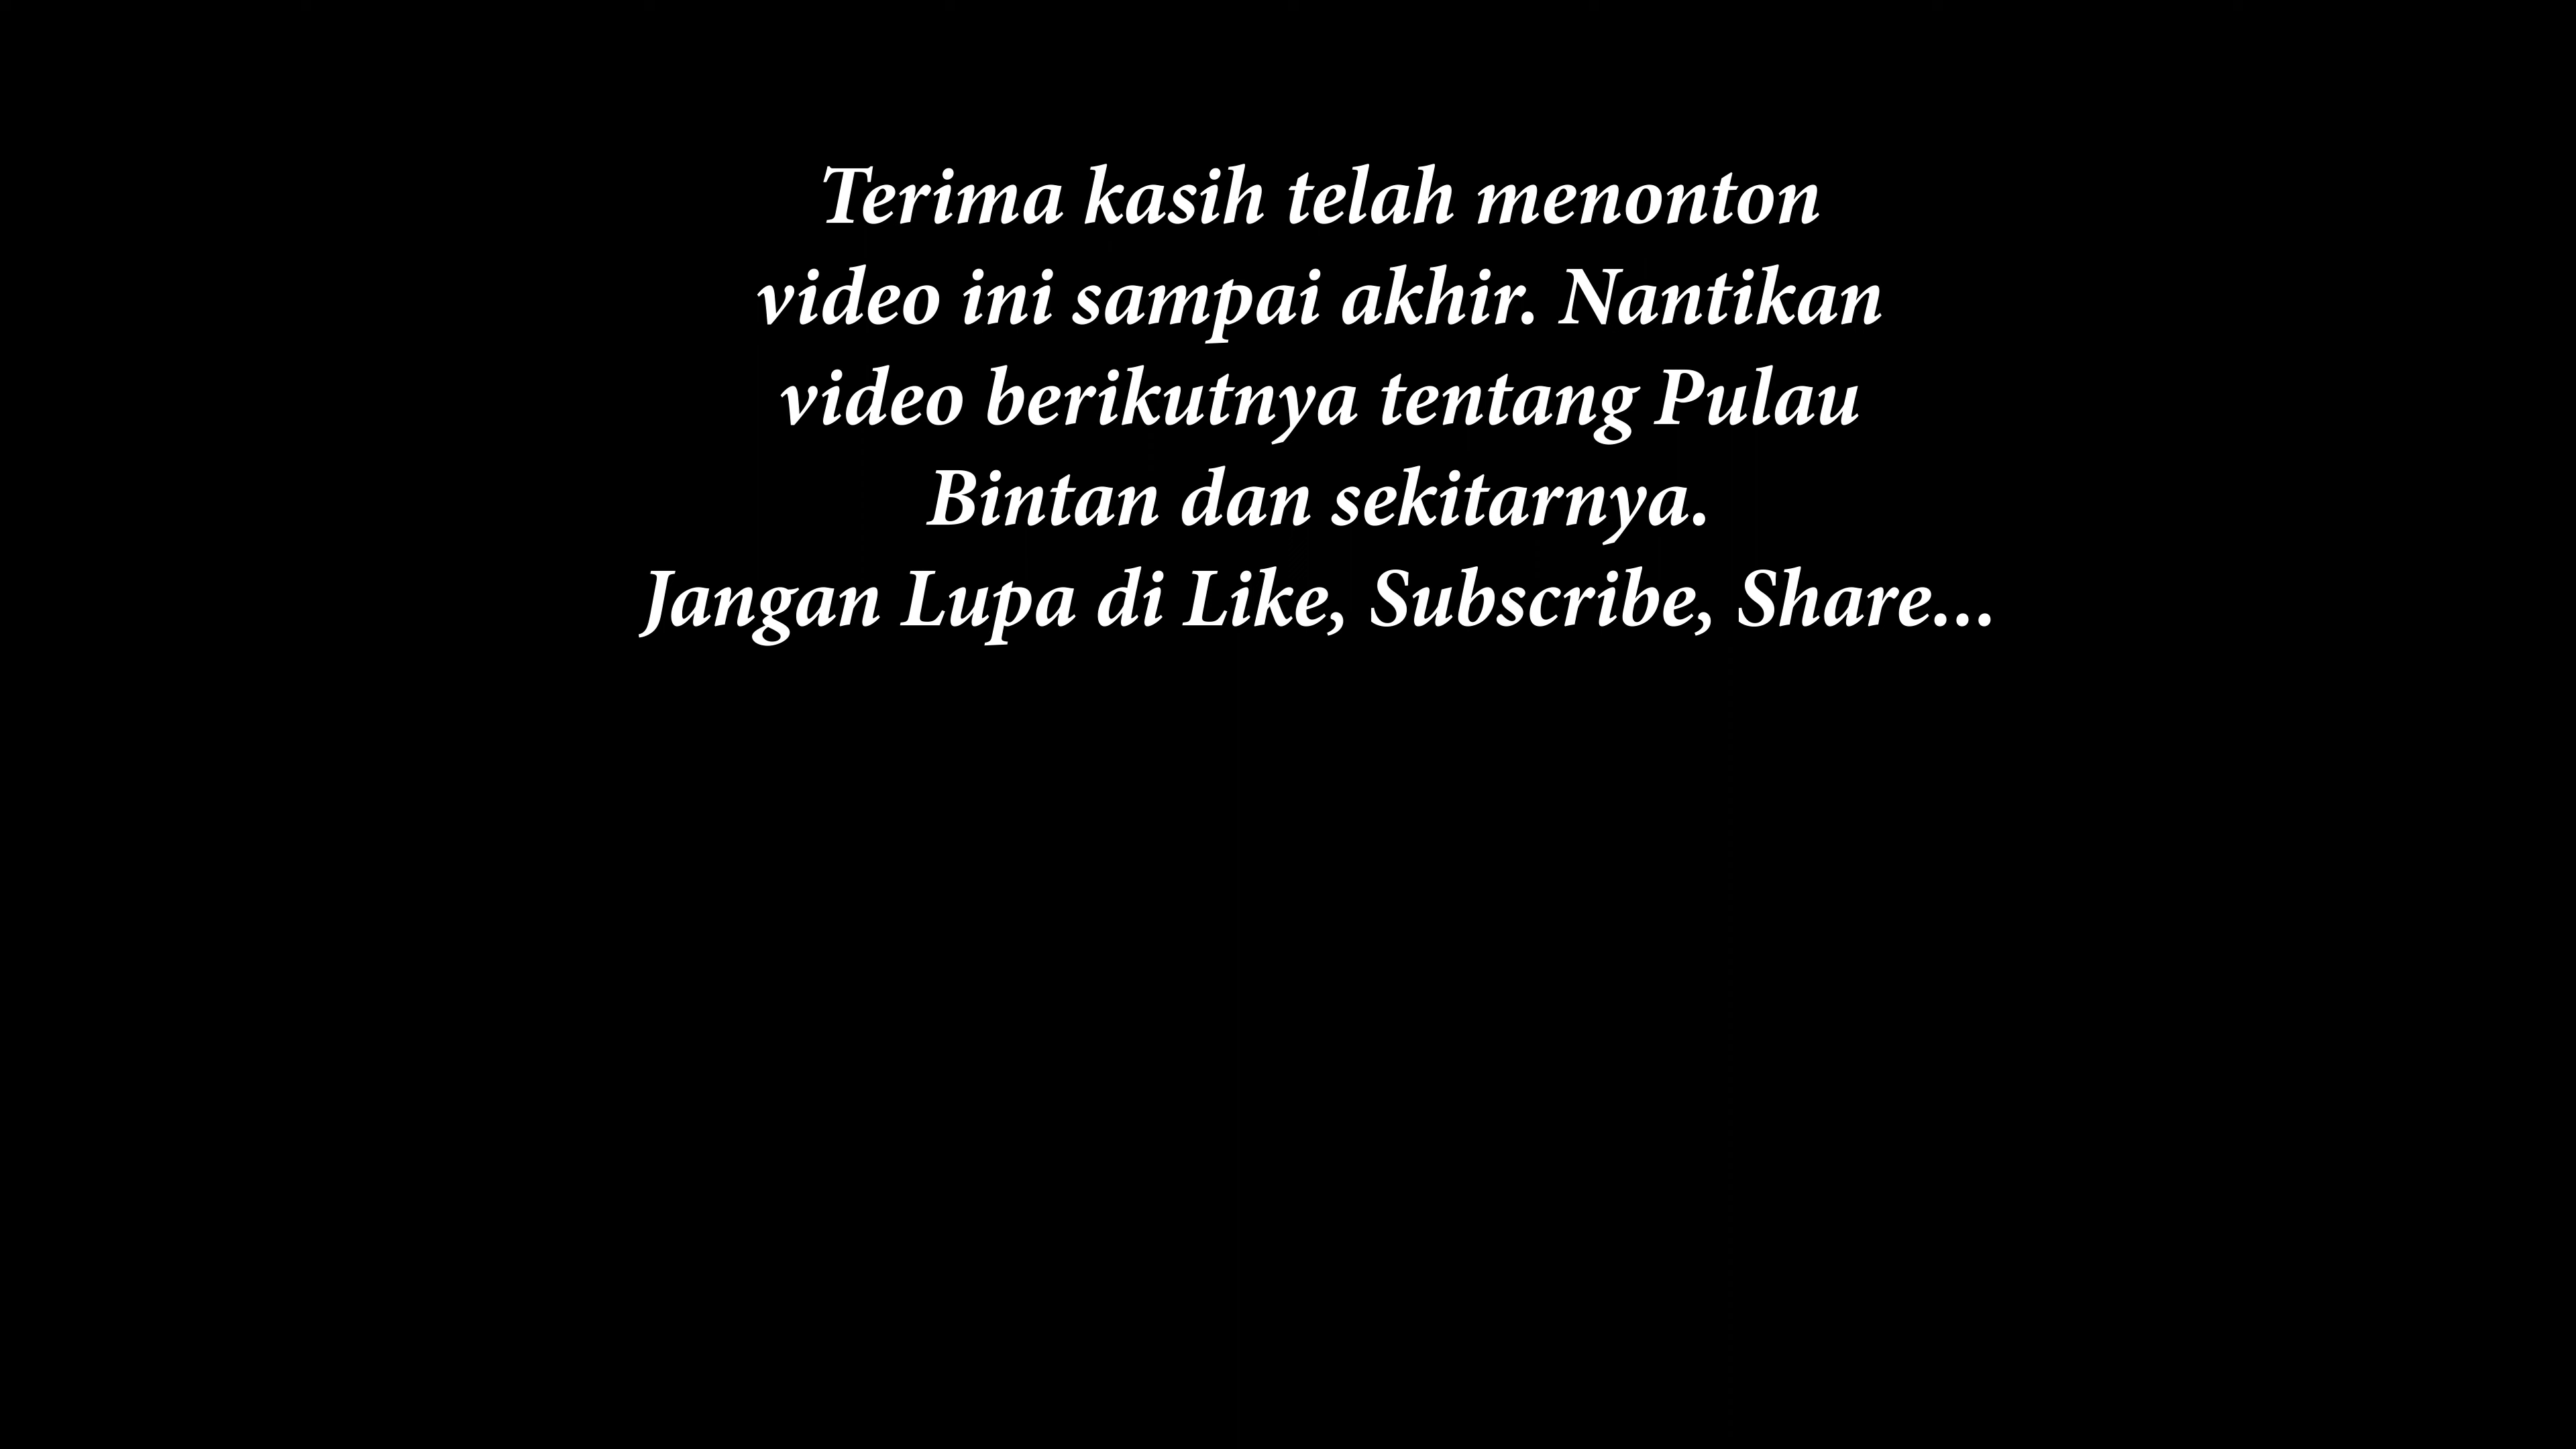 Terima kasih telah menonton
video ini sampai akhir. Nantikan
video berikutnya tentang Pulau
Bintan dan sekitarnya.
Jangan Lupa di Like, Subscribe, Share...